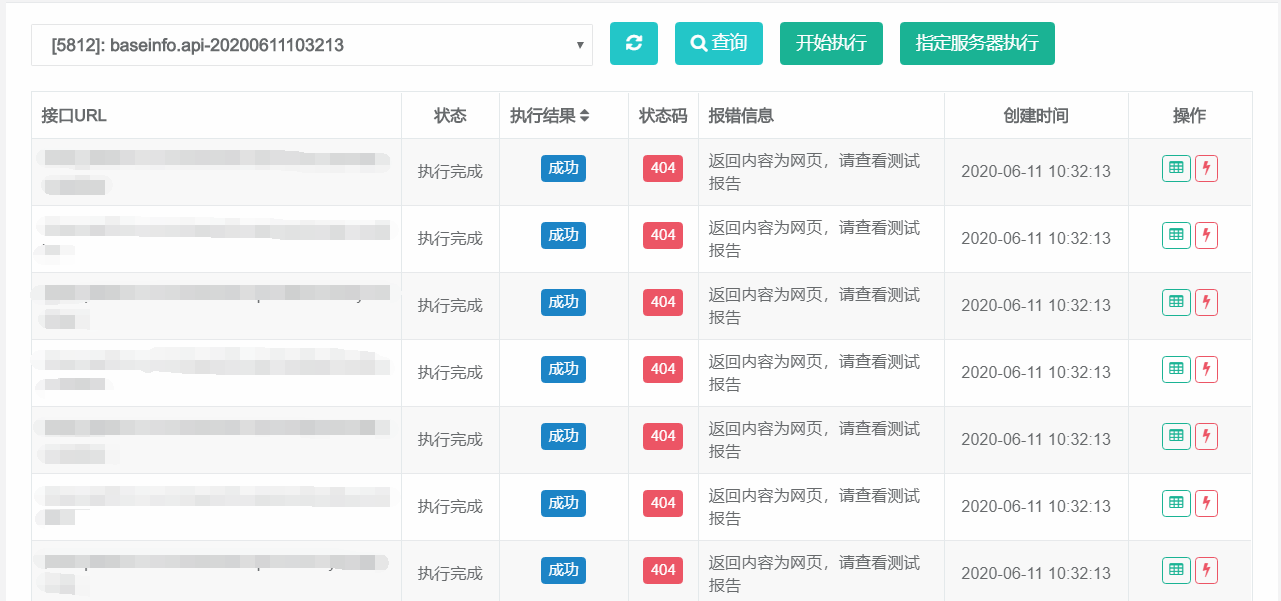 [5812]: baseinfo.api-20200611103213 查询 开始执行 指定服务器执行
接口URL 状态 执行结果 状态码 报错信息 创建时间 操作
执行完成 成功 404 返回内容为网页，请查看测试 2020-06-11 10:32:13
报告
执行完成 成功 404 返回内容为网页，请查看测试 2020-06-11 10:32:13
报告
执行完成 成功 404 返回内容为网页，请查看测试 2020-06-11 10:32:13
报告
执行完成 成功 404 返回内容为网页，请查看测试 2020-06-11 10:32:13
报告
执行完成 成功 404 返回内容为网页，请查看测试 2020-06-11 10:32:13
报告
执行完成 成功 404 返回内容为网页，请查看测试 2020-06-11 10:32:13
报告
执行完成 成功 404 返回内容为网页，请查看测试 2020-06-11 10:32:13
报告